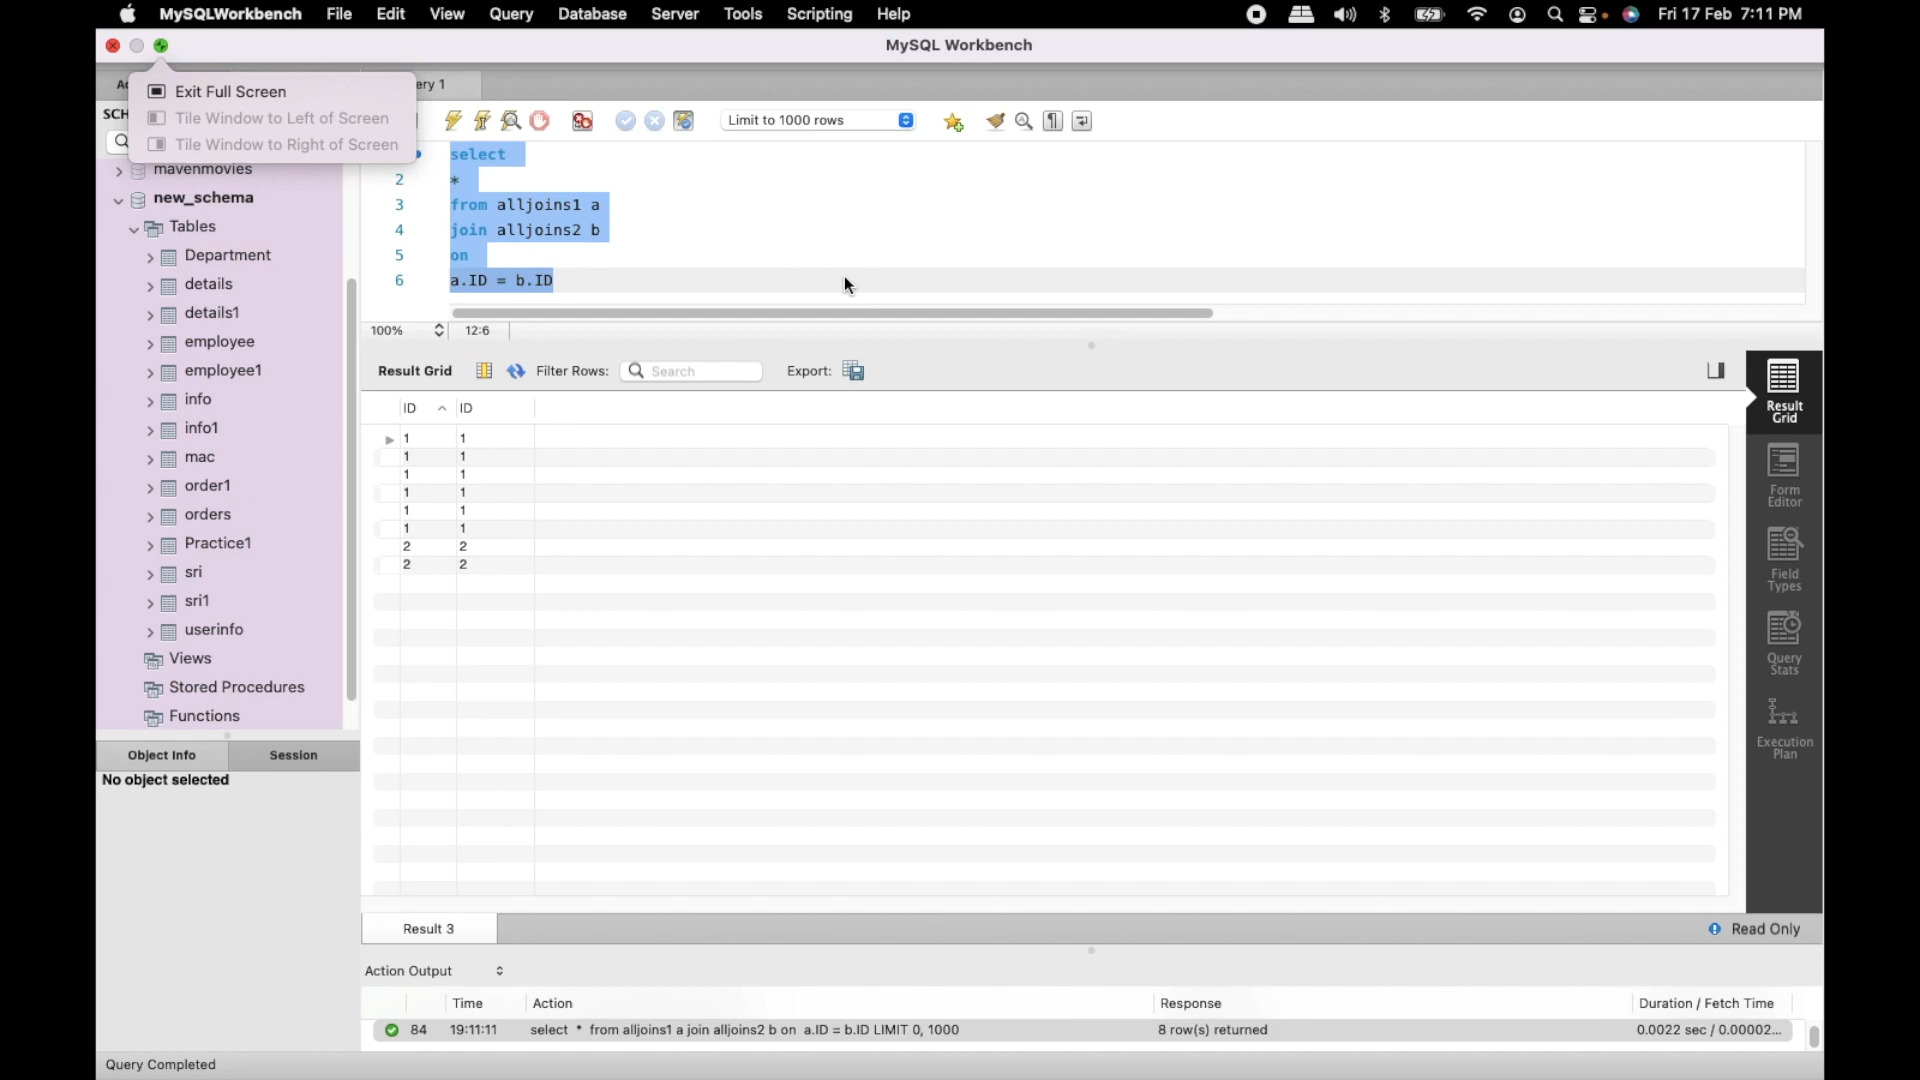 MySQLWorkbench File Edit View Query Database Server Tools Scripting Help Fri 17 Feb 7:11 PM
MySQL Workbench
Exit Full Screen
Tile Window to Left of Screen
Tile Window to Right of Screen
ery 1
SCH
Limit to 1000 rows
mavenmovies
new_schema
Tables
Department
details
details1
employee
employee1
info
info1
mac
order1
orders
Practice1
sri
sri1
userinfo
Views
Stored Procedures
Functions
Object Info Session
No object selected
select
2 *
3 from alljoins1 a
4 join alljoins2 b
5 on
6 a.ID = b.ID
100% 12:6
Result Grid Filter Rows: Search Export:
ID ID
1 1
1 1
1 1
1 1
1 1
1 1
2 2
2 2
Result Grid
Form Editor
Field Types
Query Stats
Execution Plan
Result 3 Read Only
Action Output
Time Action Response Duration / Fetch Time
84 19:11:11 select * from alljoins1 a join alljoins2 b on a.ID = b.ID LIMIT 0, 1000 8 row(s) returned 0.0022 sec / 0.00002...
Query Completed